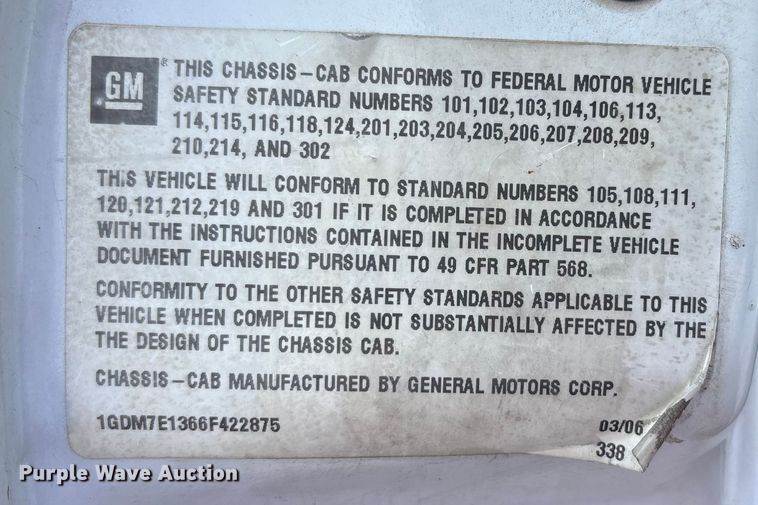 GM
THIS CHASSIS-CAB CONFORMS TO FEDERAL MOTOR VEHICLE
SAFETY STANDARD NUMBERS 101,102,103,104,106,113,
114,115,116,118,124,201,203,204,205,206,207,208,209,
210,214, AND 302
THIS VEHICLE WILL CONFORM TO STANDARD NUMBERS 105,108,111,
120,121,212,219 AND 301 IF IT IS COMPLETED IN ACCORDANCE
WITH THE INSTRUCTIONS CONTAINED IN THE INCOMPLETE VEHICLE
DOCUMENT FURNISHED PURSUANT TO 49 CFR PART 568.
CONFORMITY TO THE OTHER SAFETY STANDARDS APPLICABLE TO THIS
VEHICLE WHEN COMPLETED IS NOT SUBSTANTIALLY AFFECTED BY THE
THE DESIGN OF THE CHASSIS CAB.
CHASSIS-CAB MANUFACTURED BY GENERAL MOTORS CORP.
1GDM7E1366F422875 03/06
338
Purple Wave Auction